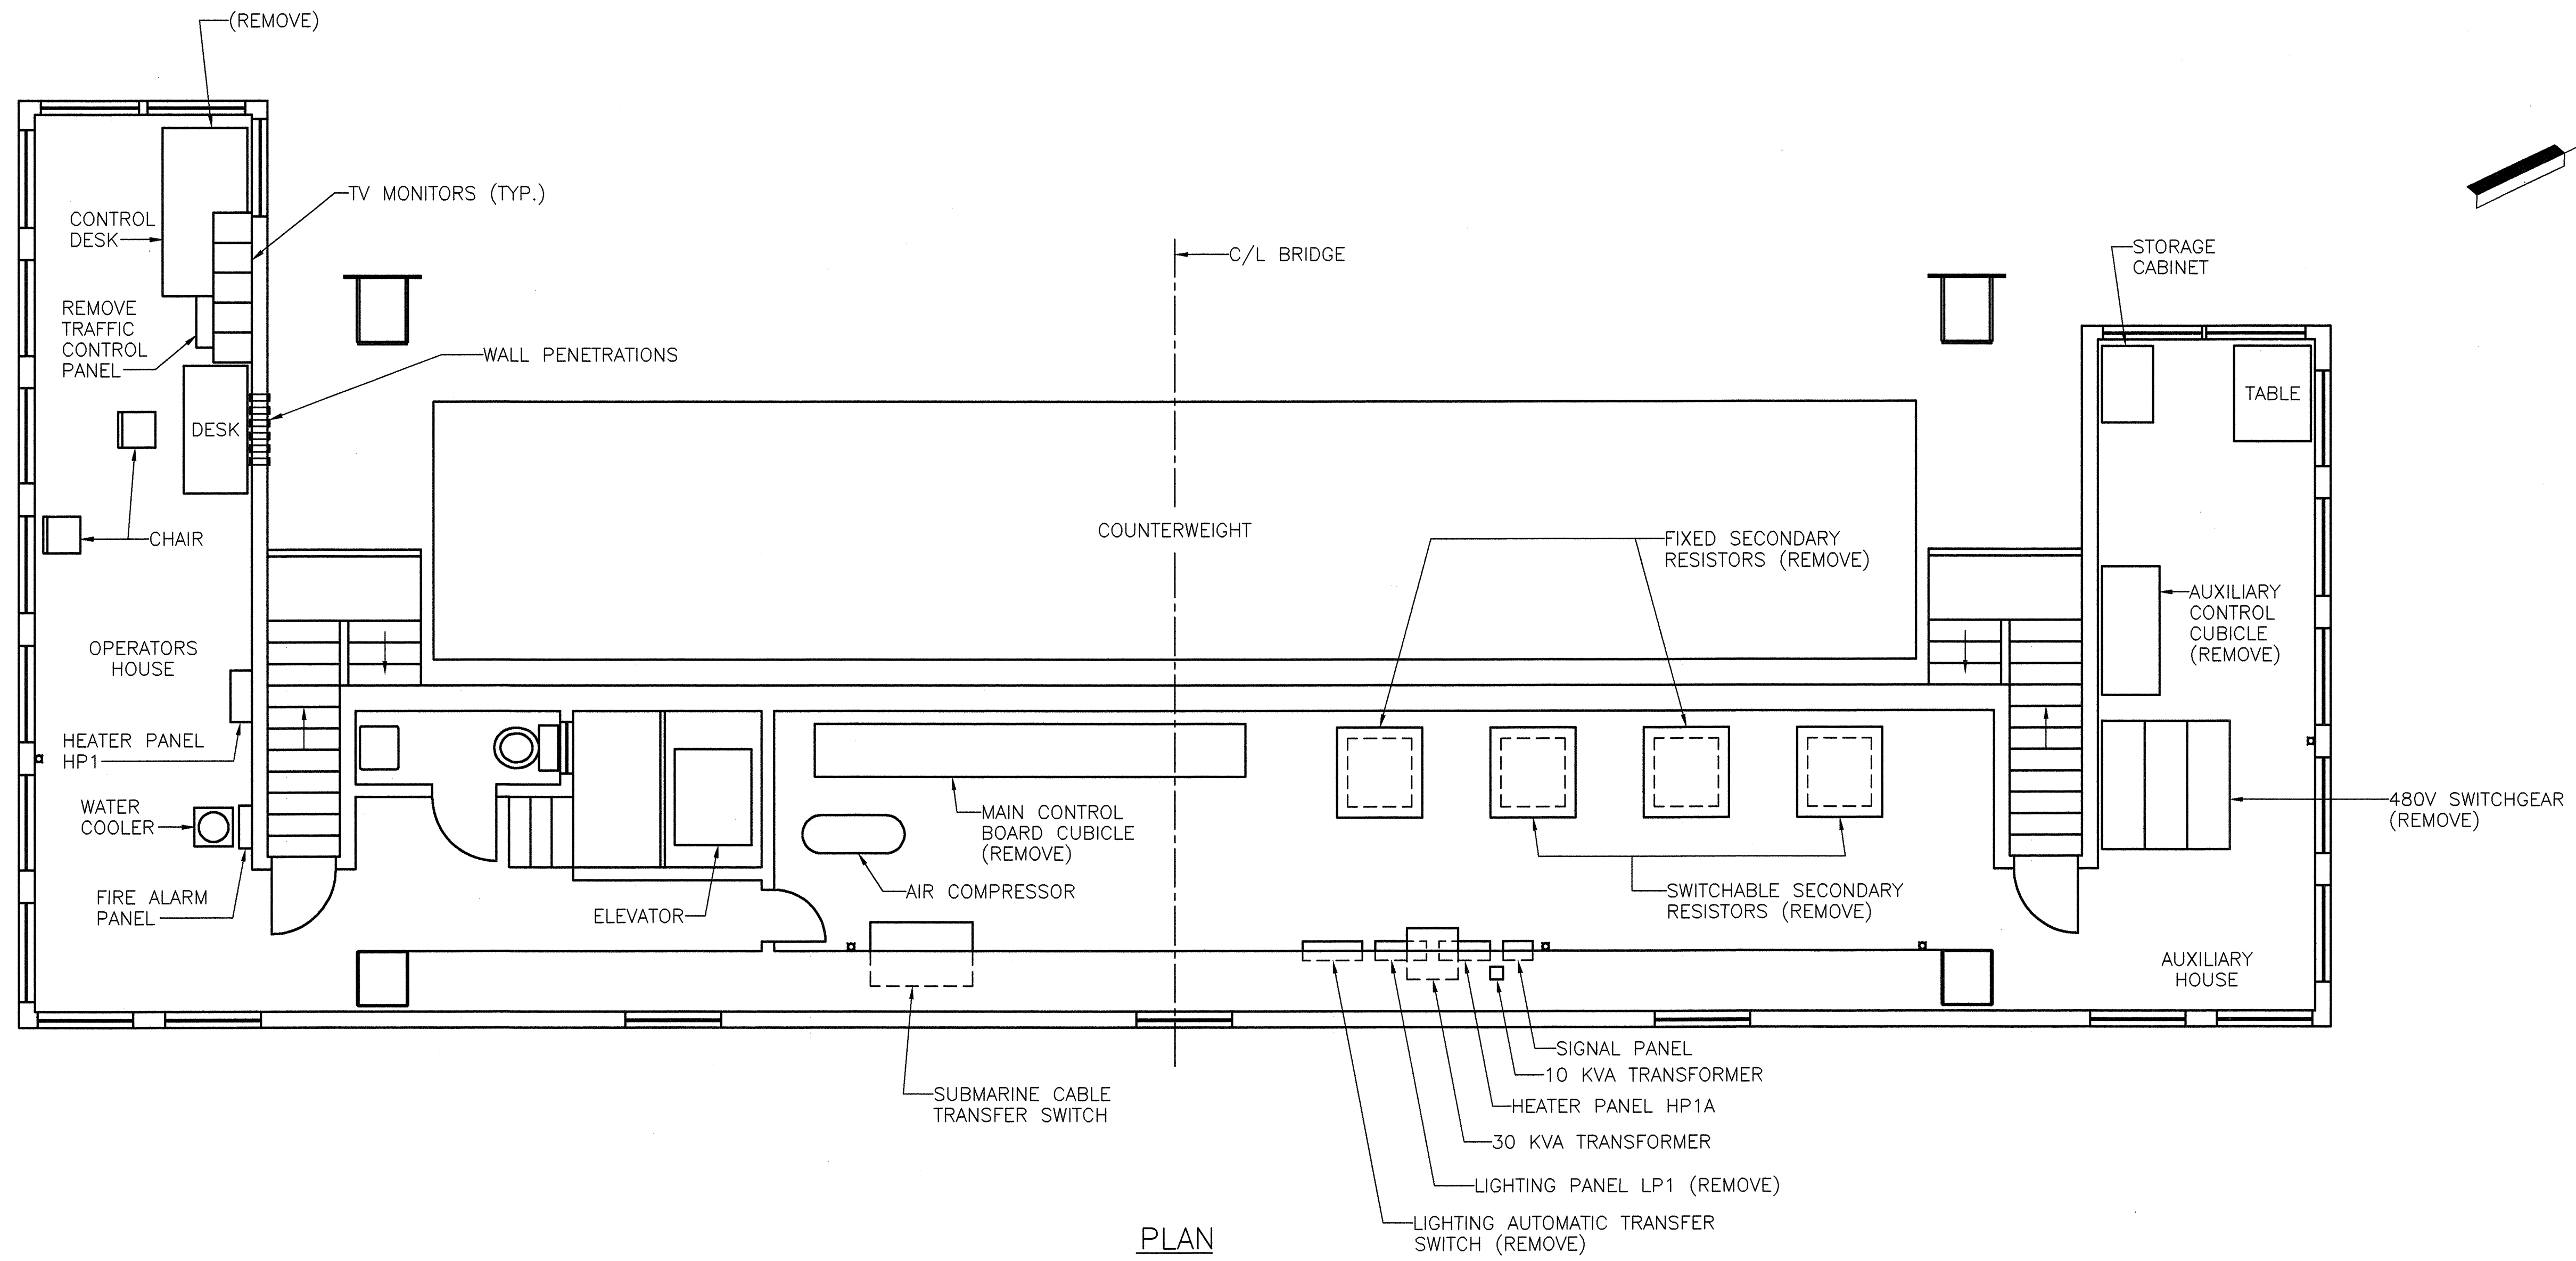 (REMOVE)
CONTROL
DESK
TV MONITORS (TYP.)
REMOVE
TRAFFIC
CONTROL
PANEL
WALL PENETRATIONS
DESK
CHAIR
OPERATORS
HOUSE
HEATER PANEL
HP1
WATER
COOLER
FIRE ALARM
PANEL
C/L BRIDGE
COUNTERWEIGHT
FIXED SECONDARY
RESISTORS (REMOVE)
STORAGE
CABINET
TABLE
AUXILIARY
CONTROL
CUBICLE
(REMOVE)
480V SWITCHGEAR
(REMOVE)
MAIN CONTROL
BOARD CUBICLE
(REMOVE)
AIR COMPRESSOR
ELEVATOR
SWITCHABLE SECONDARY
RESISTORS (REMOVE)
AUXILIARY
HOUSE
SUBMARINE CABLE
TRANSFER SWITCH
SIGNAL PANEL
10 KVA TRANSFORMER
HEATER PANEL HP1A
30 KVA TRANSFORMER
LIGHTING PANEL LP1 (REMOVE)
LIGHTING AUTOMATIC TRANSFER
SWITCH (REMOVE)
PLAN